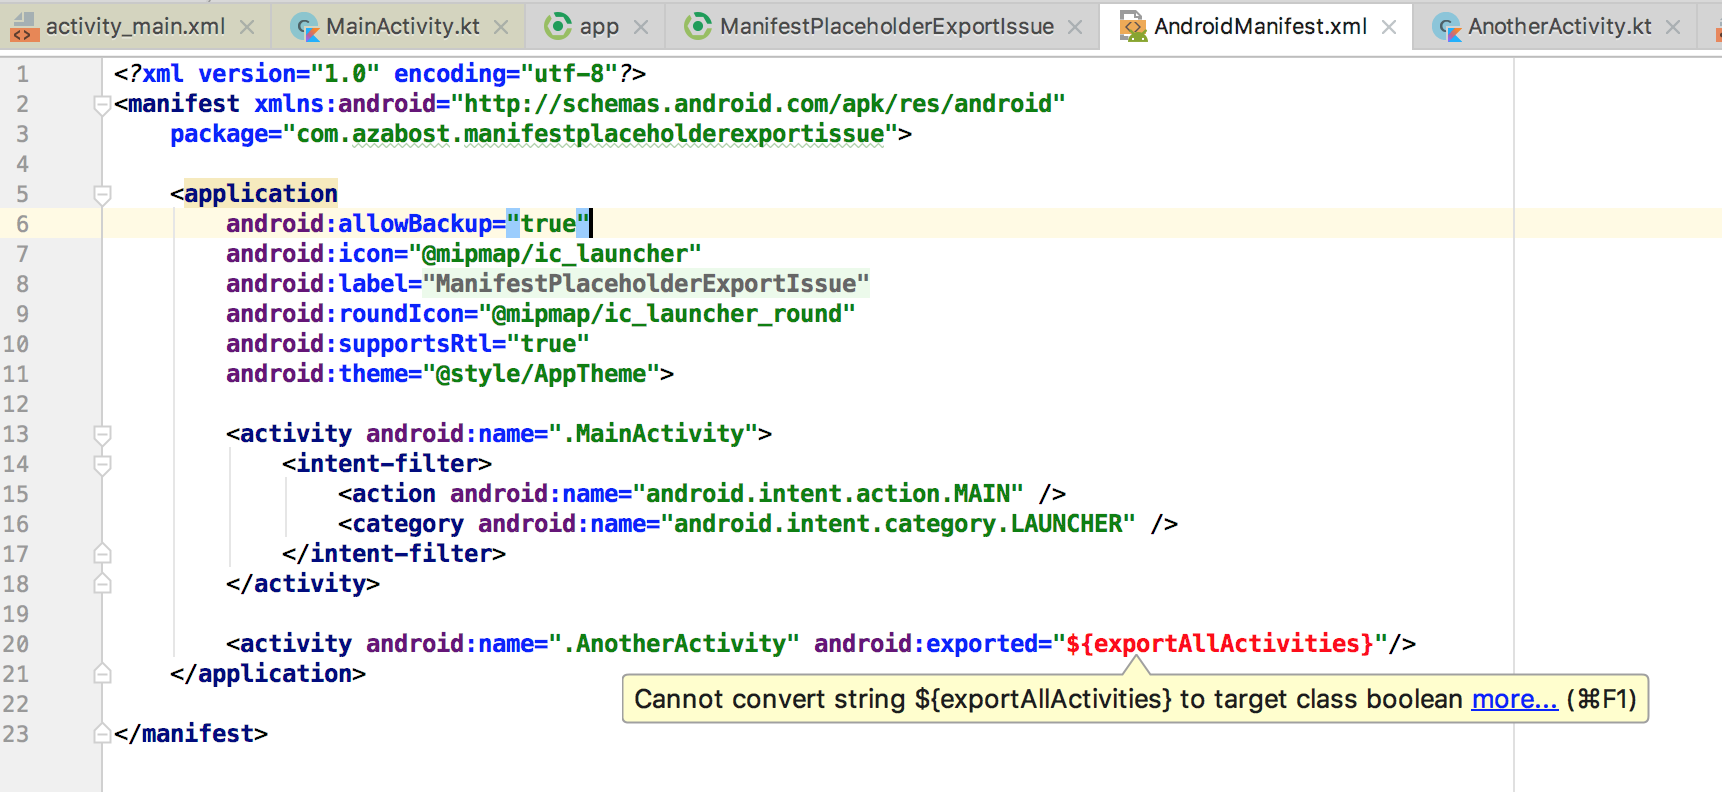 activity_main.xml MainActivity.kt app ManifestPlaceholderExportIssue AndroidManifest.xml AnotherActivity.kt
1 <?xml version="1.0" encoding="utf-8"?>
2 <manifest xmlns:android="http://schemas.android.com/apk/res/android"
3 package="com.azabost.manifestplaceholderexportissue">
4
5 <application
6 android:allowBackup="true"
7 android:icon="@mipmap/ic_launcher"
8 android:label="ManifestPlaceholderExportIssue"
9 android:roundIcon="@mipmap/ic_launcher_round"
10 android:supportsRtl="true"
11 android:theme="@style/AppTheme">
12
13 <activity android:name=".MainActivity">
14 <intent-filter>
15 <action android:name="android.intent.action.MAIN" />
16 <category android:name="android.intent.category.LAUNCHER" />
17 </intent-filter>
18 </activity>
19
20 <activity android:name=".AnotherActivity" android:exported="${exportAllActivities}"/>
21 </application>
Cannot convert string ${exportAllActivities} to target class boolean more... (⌘F1)
22
23 </manifest>